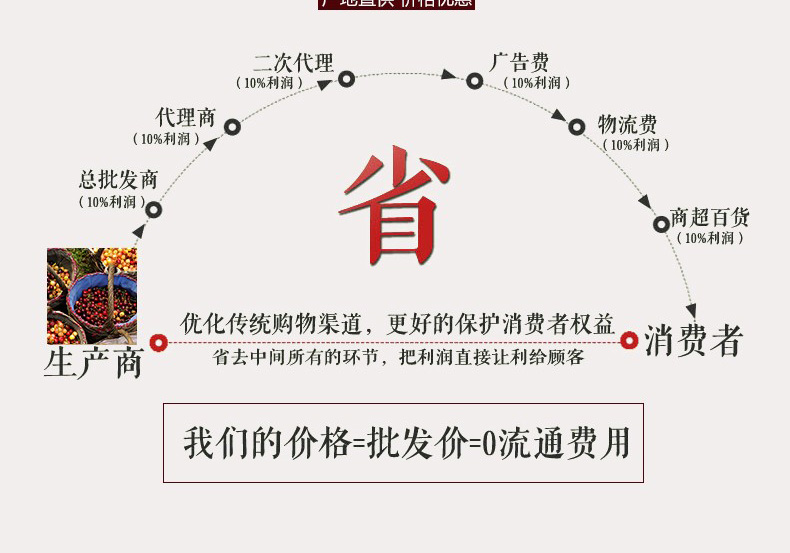 产地直供 价格优惠
二次代理
（10%利润）
广告费
（10%利润）
代理商
（10%利润）
物流费
（10%利润）
总批发商
（10%利润）
商超百货
（10%利润）
省
优化传统购物渠道，更好的保护消费者权益
生产商
消费者
省去中间所有的环节，把利润直接让利给顾客
我们的价格=批发价=0流通费用